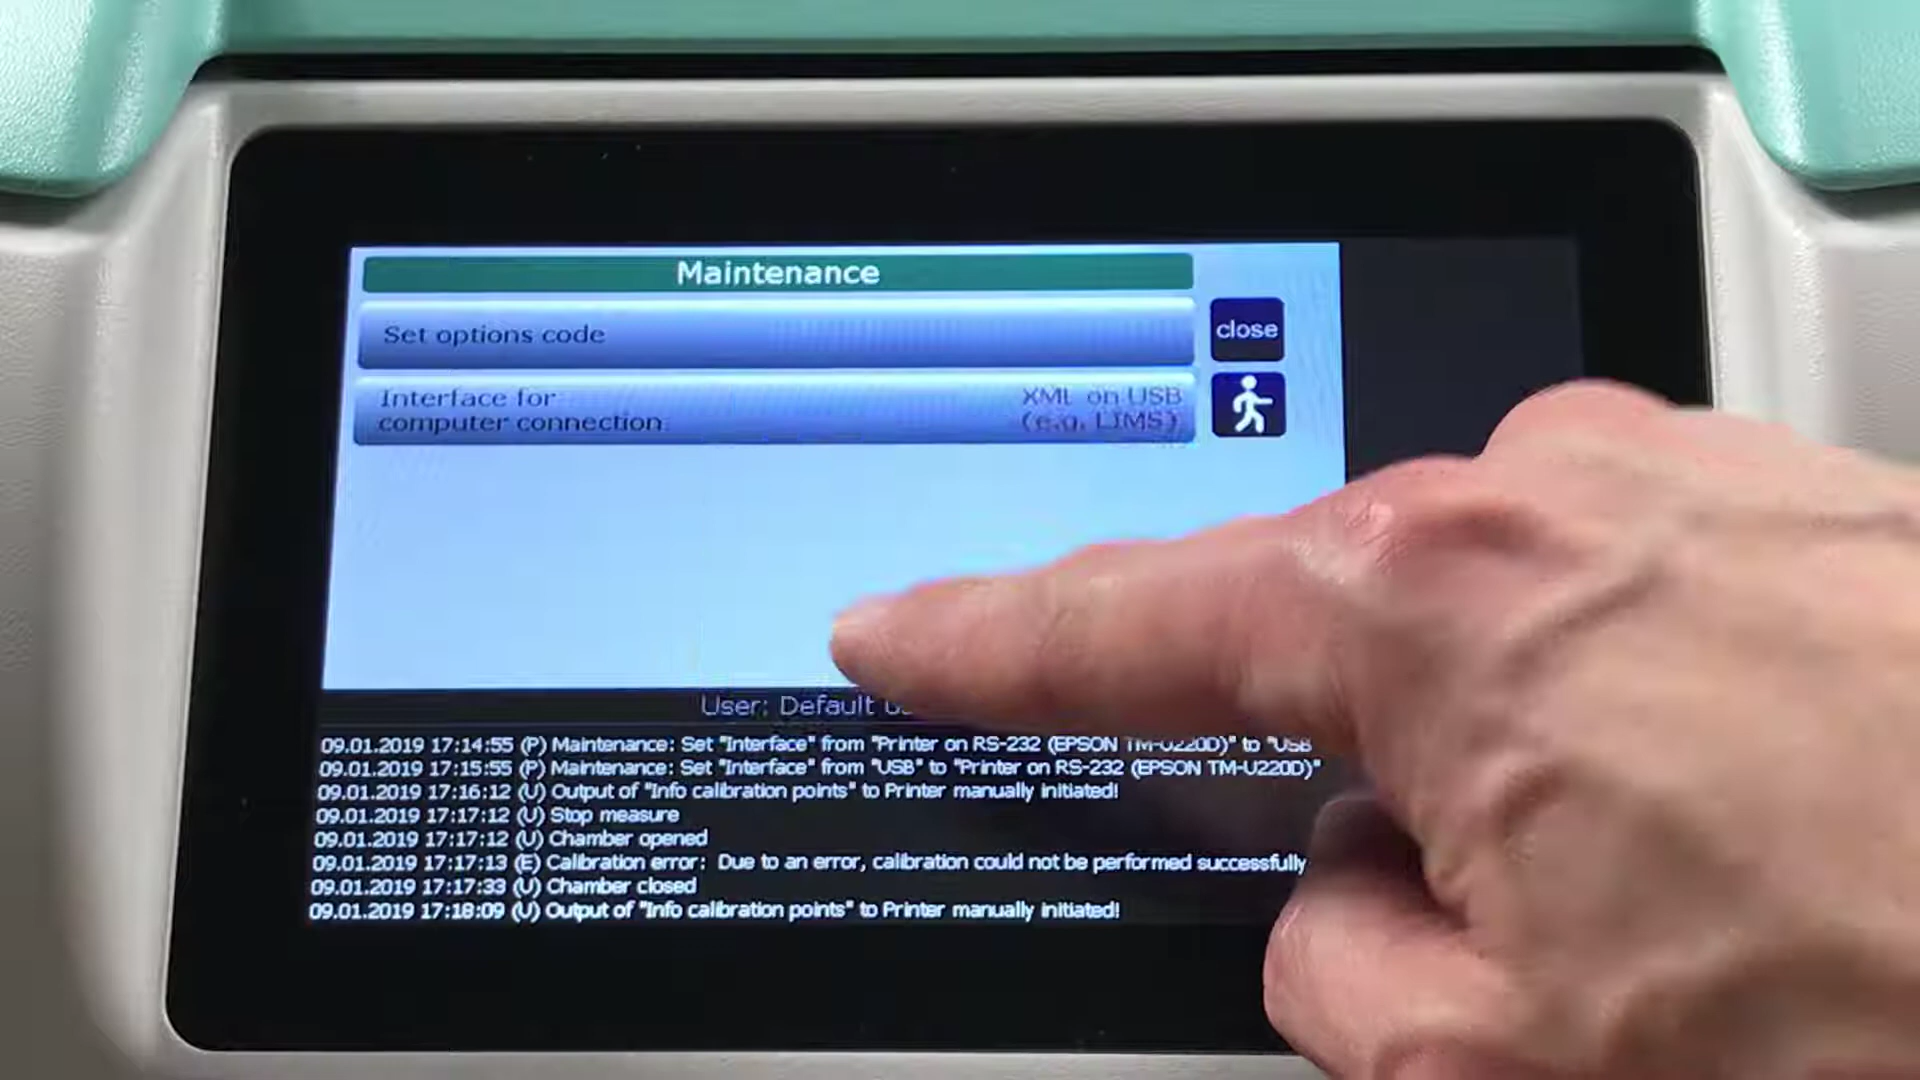 Maintenance
Set options code
close
Interface for
computer connection
XML on USB
(e.g. LIMS)
User: Default
09.01.2019 17:14:55 (P) Maintenance: Set "Interface" from "Printer on RS-232 (EPSON TM-U220D)" to "USB
09.01.2019 17:15:55 (P) Maintenance: Set "Interface" from "USB" to "Printer on RS-232 (EPSON TM-U220D)"
09.01.2019 17:16:12 (U) Output of "Info calibration points" to Printer manually initiated!
09.01.2019 17:17:12 (U) Stop measure
09.01.2019 17:17:12 (U) Chamber opened
09.01.2019 17:17:13 (E) Calibration error: Due to an error, calibration could not be performed successfully
09.01.2019 17:17:33 (U) Chamber closed
09.01.2019 17:18:09 (U) Output of "Info calibration points" to Printer manually initiated!